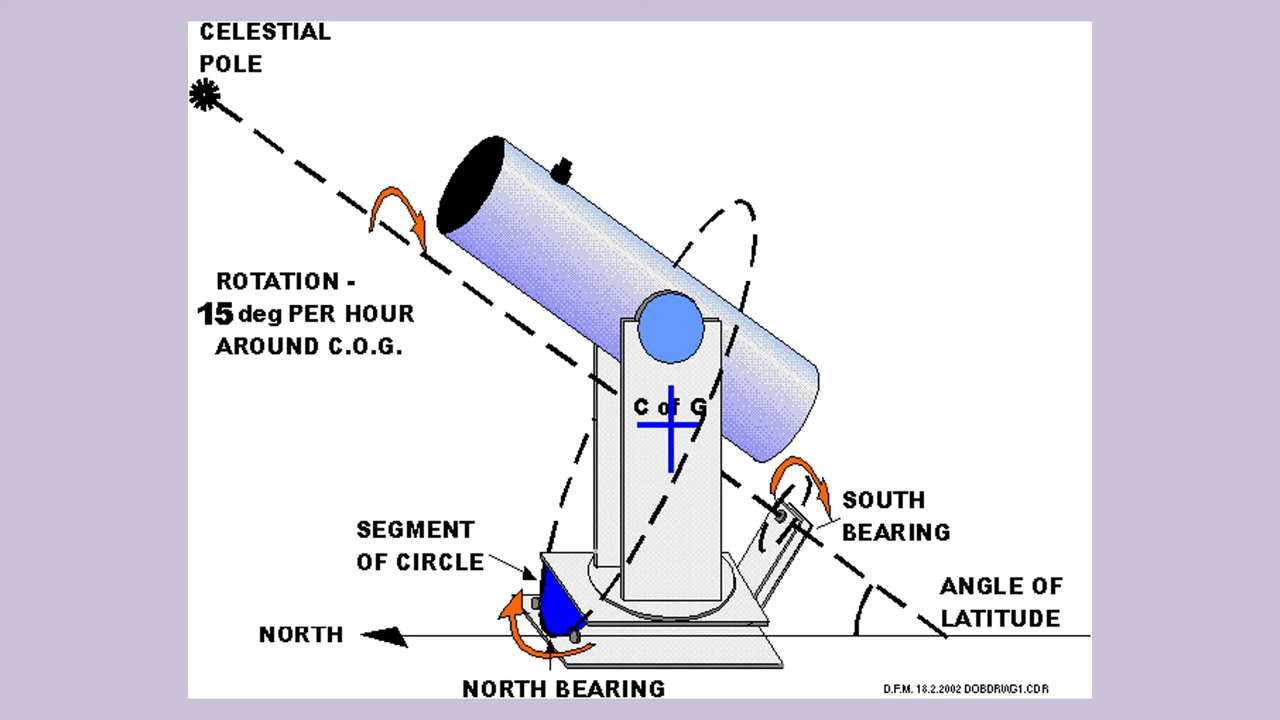 CELESTIAL
POLE
ROTATION -
15 deg PER HOUR
AROUND C.O.G.
C of G
SOUTH
BEARING
SEGMENT
OF CIRCLE
ANGLE OF
LATITUDE
NORTH
NORTH BEARING
D.F.M. 18.2.2002 DOBDRWG1.CDR